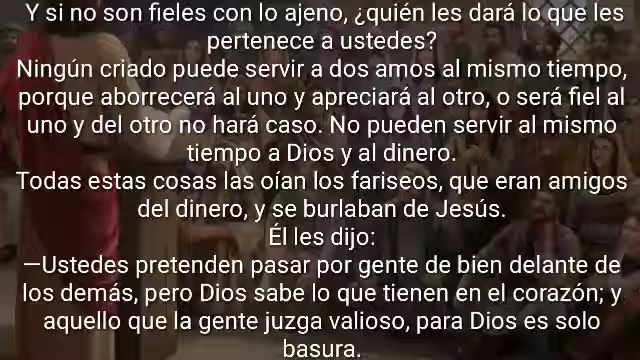 Y si no son fieles con lo ajeno, ¿quién les dará lo que les
pertenece a ustedes?
Ningún criado puede servir a dos amos al mismo tiempo,
porque aborrecerá al uno y apreciará al otro, o será fiel al
uno y del otro no hará caso. No pueden servir al mismo
tiempo a Dios y al dinero.
Todas estas cosas las oían los fariseos, que eran amigos
del dinero, y se burlaban de Jesús.
Él les dijo:
—Ustedes pretenden pasar por gente de bien delante de
los demás, pero Dios sabe lo que tienen en el corazón; y
aquello que la gente juzga valioso, para Dios es solo
basura.